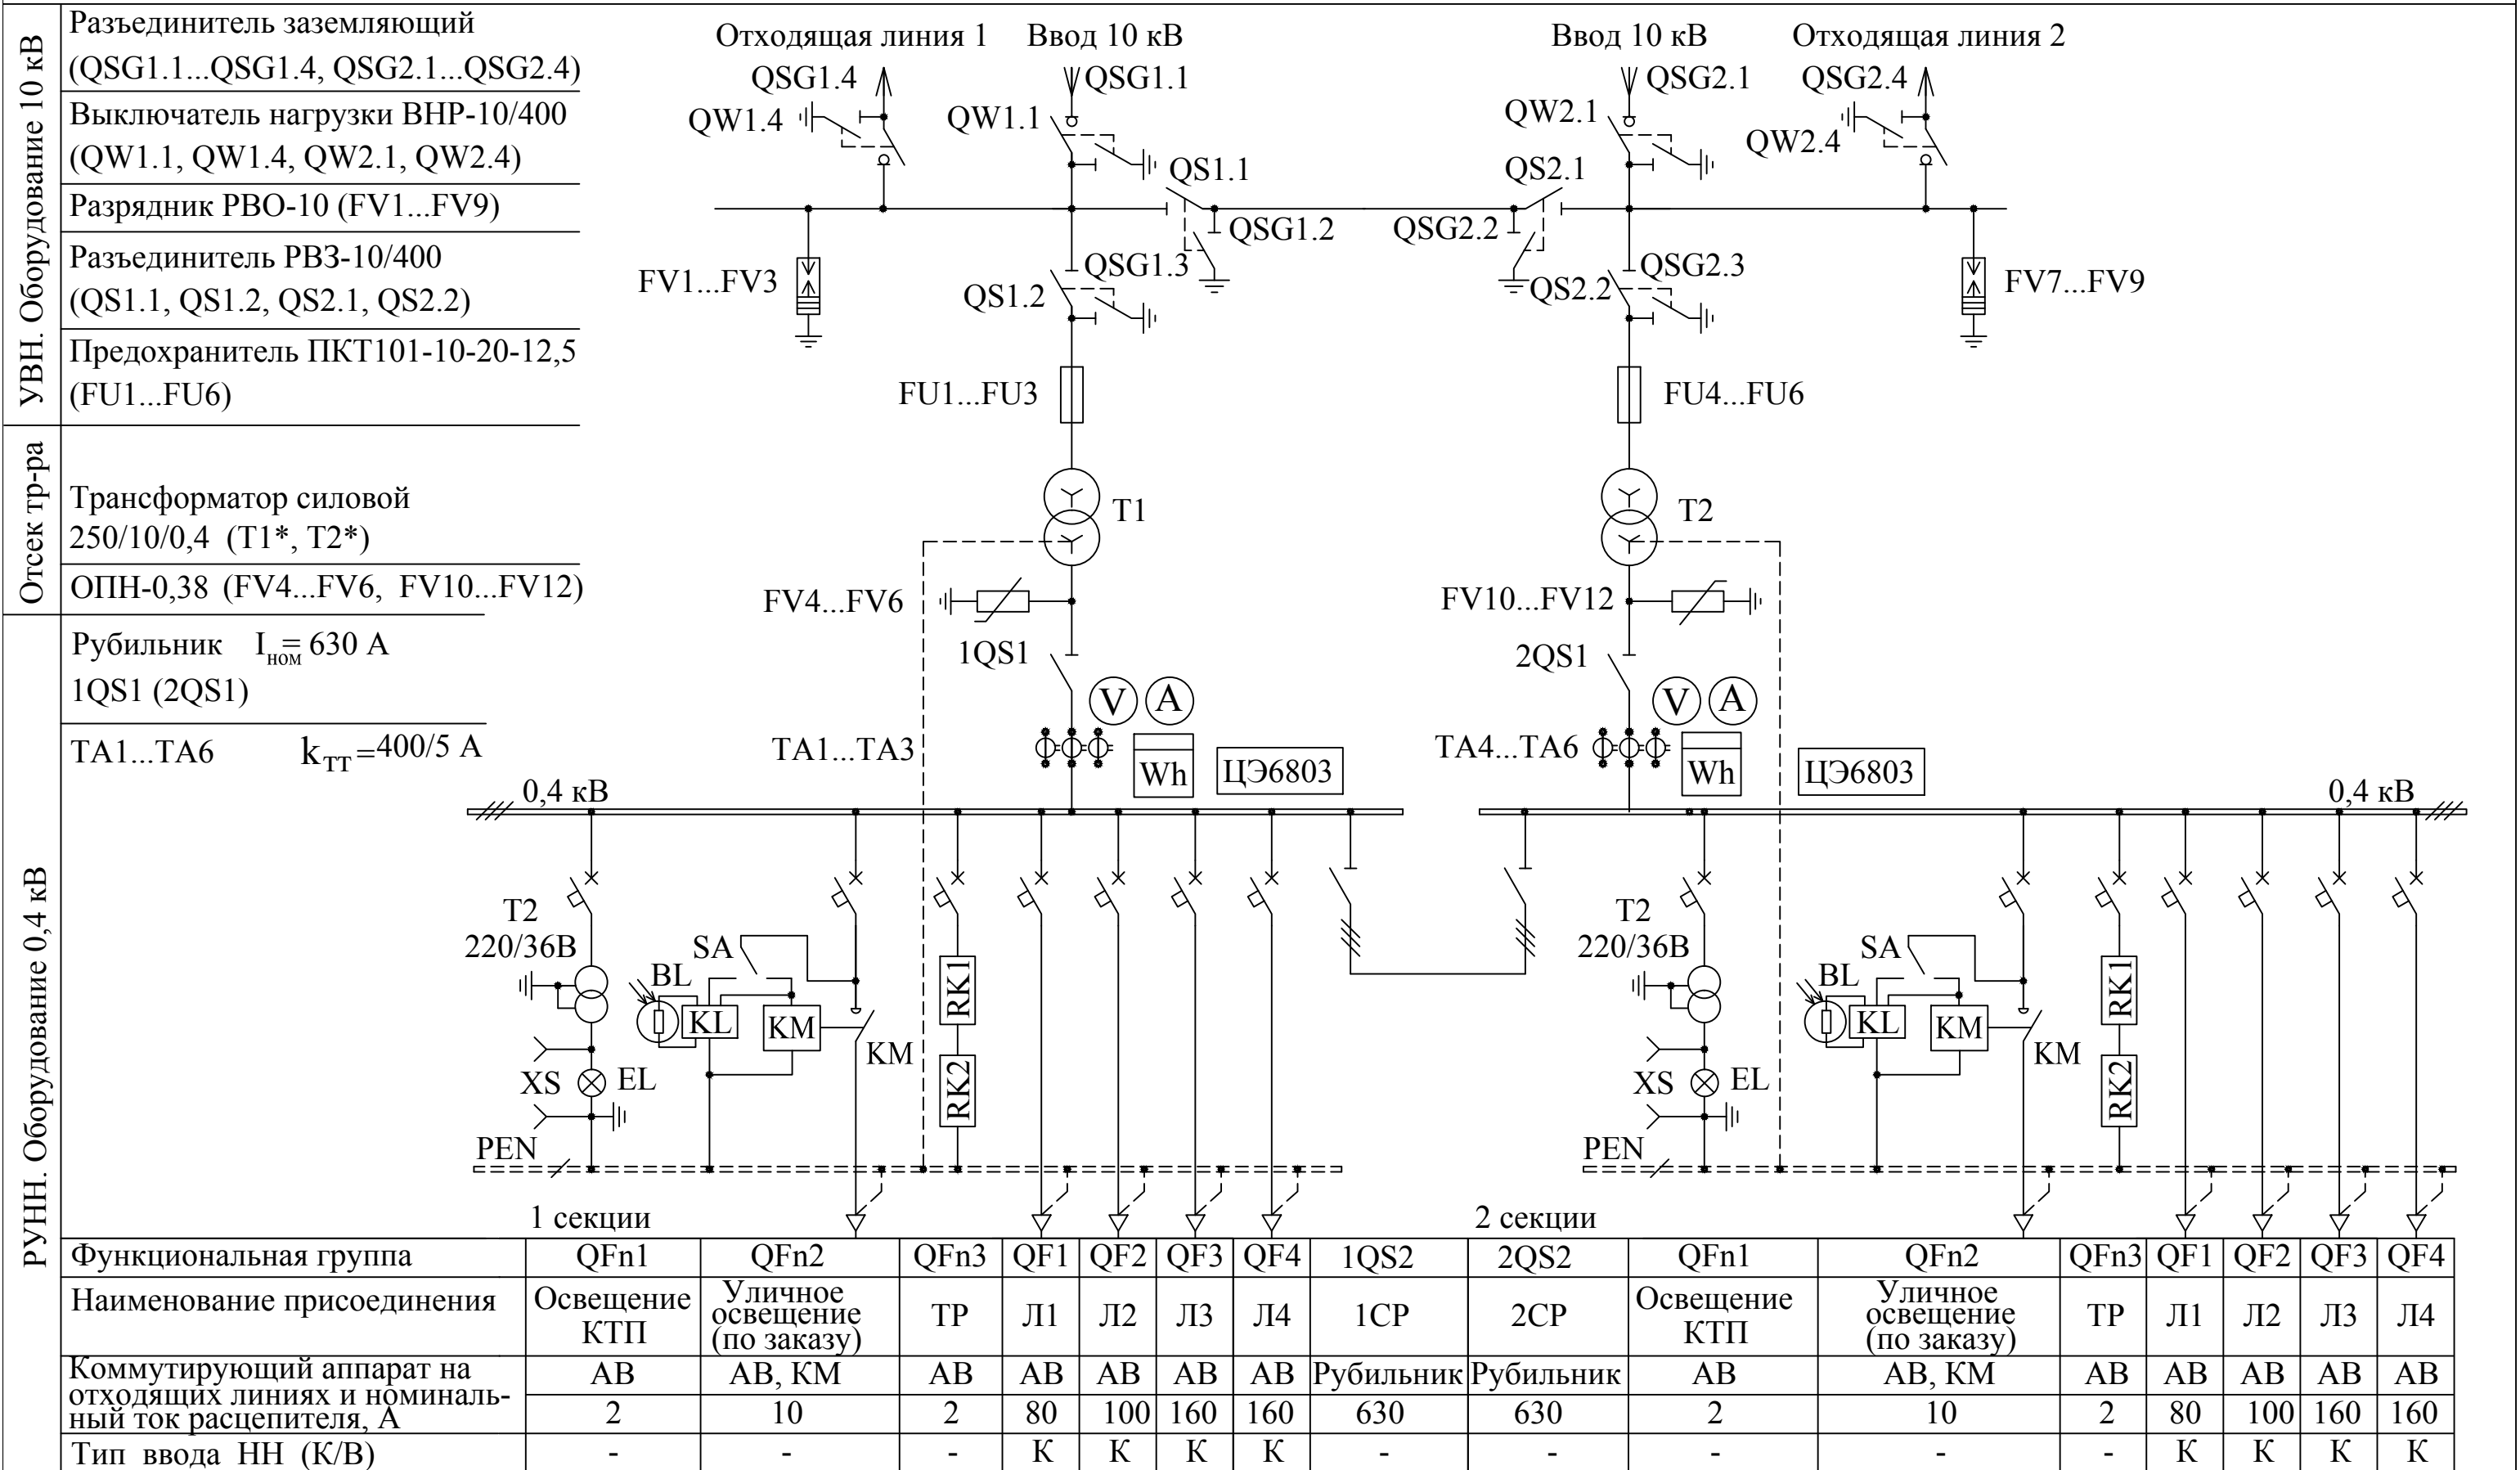 УВН. Оборудование 10 кВ
Разъединитель заземляющий
(QSG1.1...QSG1.4, QSG2.1...QSG2.4)
Выключатель нагрузки ВНР-10/400
(QW1.1, QW1.4, QW2.1, QW2.4)
Разрядник РВО-10 (FV1...FV9)
Разъединитель РВЗ-10/400
(QS1.1, QS1.2, QS2.1, QS2.2)
Предохранитель ПКТ101-10-20-12,5
(FU1...FU6)
Отсек тр-ра
Трансформатор силовой
250/10/0,4 (Т1*, Т2*)
ОПН-0,38 (FV4...FV6, FV10...FV12)
РУНН. Оборудование 0,4 кВ
Рубильник Iном= 630 А
1QS1 (2QS1)
ТА1...ТА6 kТТ=400/5 А
Отходящая линия 1 Ввод 10 кВ Ввод 10 кВ Отходящая линия 2
QSG1.4 QSG1.1 QSG2.1 QSG2.4
QW1.4 QW1.1 QW2.1 QW2.4
QS1.1 QS2.1
QSG1.2 QSG2.2
FV1...FV3 QSG1.3 QSG2.3 FV7...FV9
QS1.2 QS2.2
FU1...FU3 FU4...FU6
Т1 Т2
FV4...FV6 FV10...FV12
1QS1 2QS1
V A V A
ТА1...ТА3 Wh ЦЭ6803 ТА4...ТА6 Wh ЦЭ6803
0,4 кВ 0,4 кВ
Т2 Т2
220/36В SA 220/36В SA
BL KL KM KM RK1 BL KL KM KM RK1
XS EL RK2 XS EL RK2
PEN PEN
1 секции 2 секции
Функциональная группа QFn1 QFn2 QFn3 QF1 QF2 QF3 QF4 1QS2 2QS2 QFn1 QFn2 QFn3 QF1 QF2 QF3 QF4
Наименование присоединения Освещение КТП Уличное освещение (по заказу) ТР Л1 Л2 Л3 Л4 1СР 2СР Освещение КТП Уличное освещение (по заказу) ТР Л1 Л2 Л3 Л4
Коммутирующий аппарат на АВ АВ, КМ АВ АВ АВ АВ АВ Рубильник Рубильник АВ АВ, КМ АВ АВ АВ АВ АВ
отходящих линиях и номиналь-
ный ток расцепителя, А 2 10 2 80 100 160 160 630 630 2 10 2 80 100 160 160
Тип ввода НН (К/В) - - - К К К К - - - - - К К К К